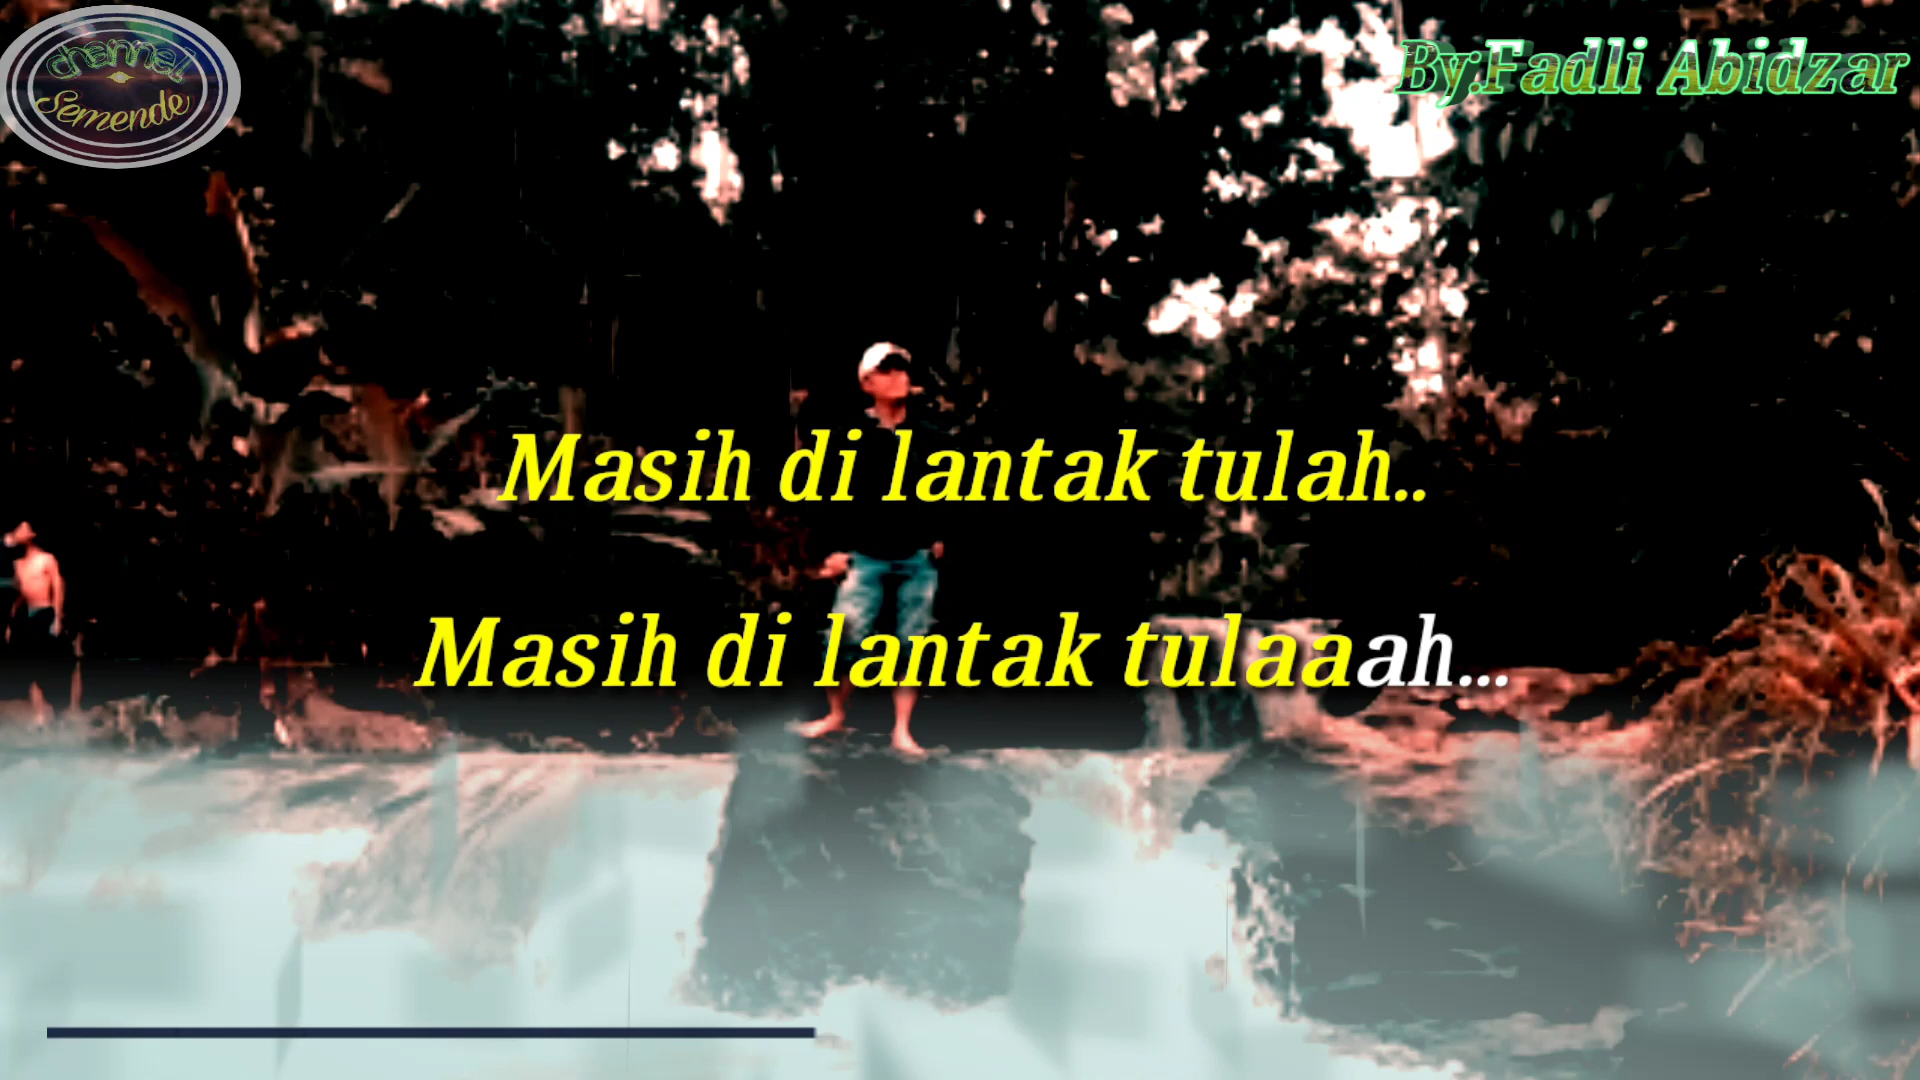 channel
Semende
By:Fadli Abidzar
Masih di lantak tulah..
Masih di lantak tulaaah...